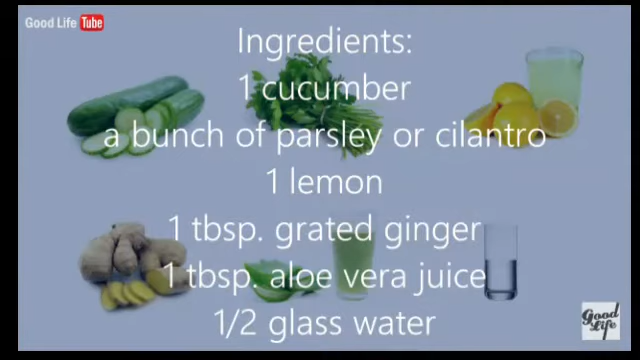 Good Life Tube
Ingredients:
1 cucumber
a bunch of parsley or cilantro
1 lemon
1 tbsp. grated ginger
1 tbsp. aloe vera juice
1/2 glass water
Good
Life